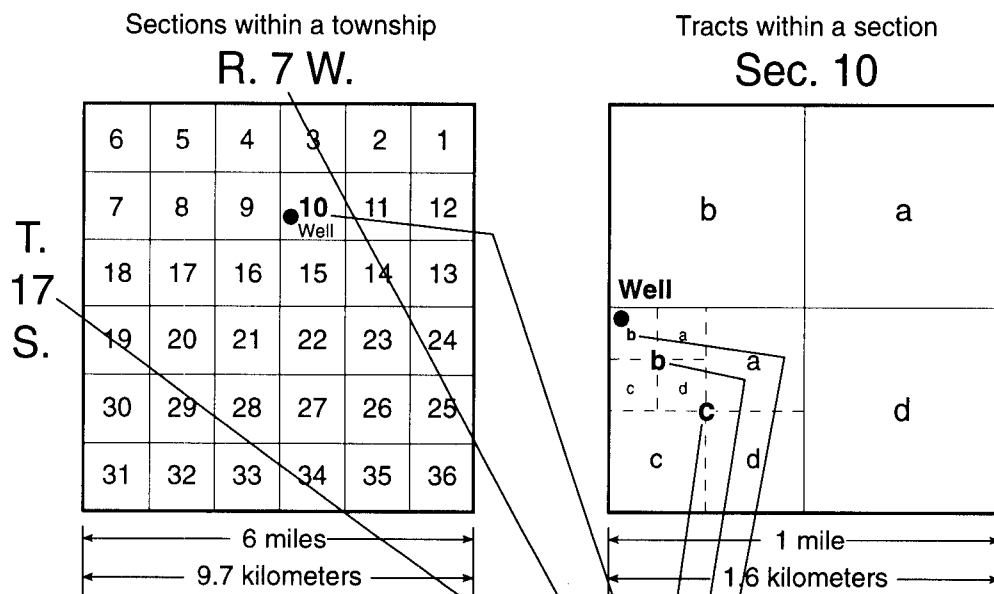 Sections within a township
R. 7 W.
T.
17
S.
6 5 4 3 2 1
7 8 9 10 11 12
Well
18 17 16 15 14 13
19 20 21 22 23 24
30 29 28 27 26 25
31 32 33 34 35 36
6 miles
9.7 kilometers
Tracts within a section
Sec. 10
b a
Well
b a
b a
c d
c d
c d
1 mile
1.6 kilometers